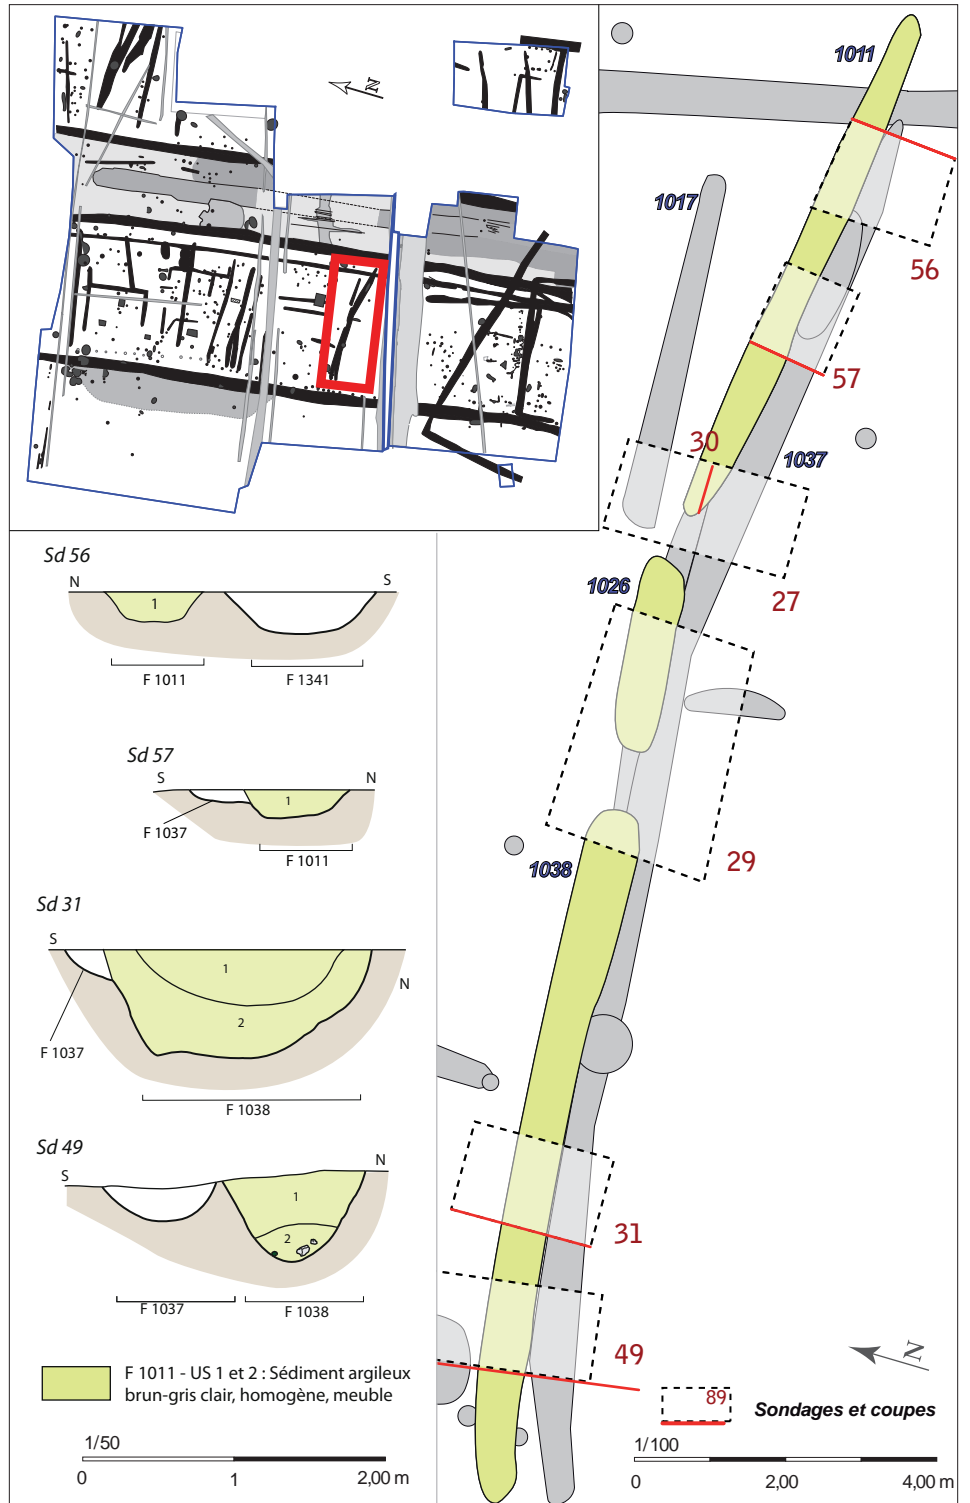 N
1011
1017
56
57
30
1037
27
1026
29
1038
31
49
N
89
Sondages et coupes
1/100
0 2,00 4,00 m
Sd 56
N S
1
F 1011 F 1341
Sd 57
S N
1
F 1037
F 1011
Sd 31
S
N
1
2
F 1037
F 1038
Sd 49
S N
1
2
F 1037 F 1038
F 1011 - US 1 et 2 : Sédiment argileux
brun-gris clair, homogène, meuble
1/50
0 1 2,00 m